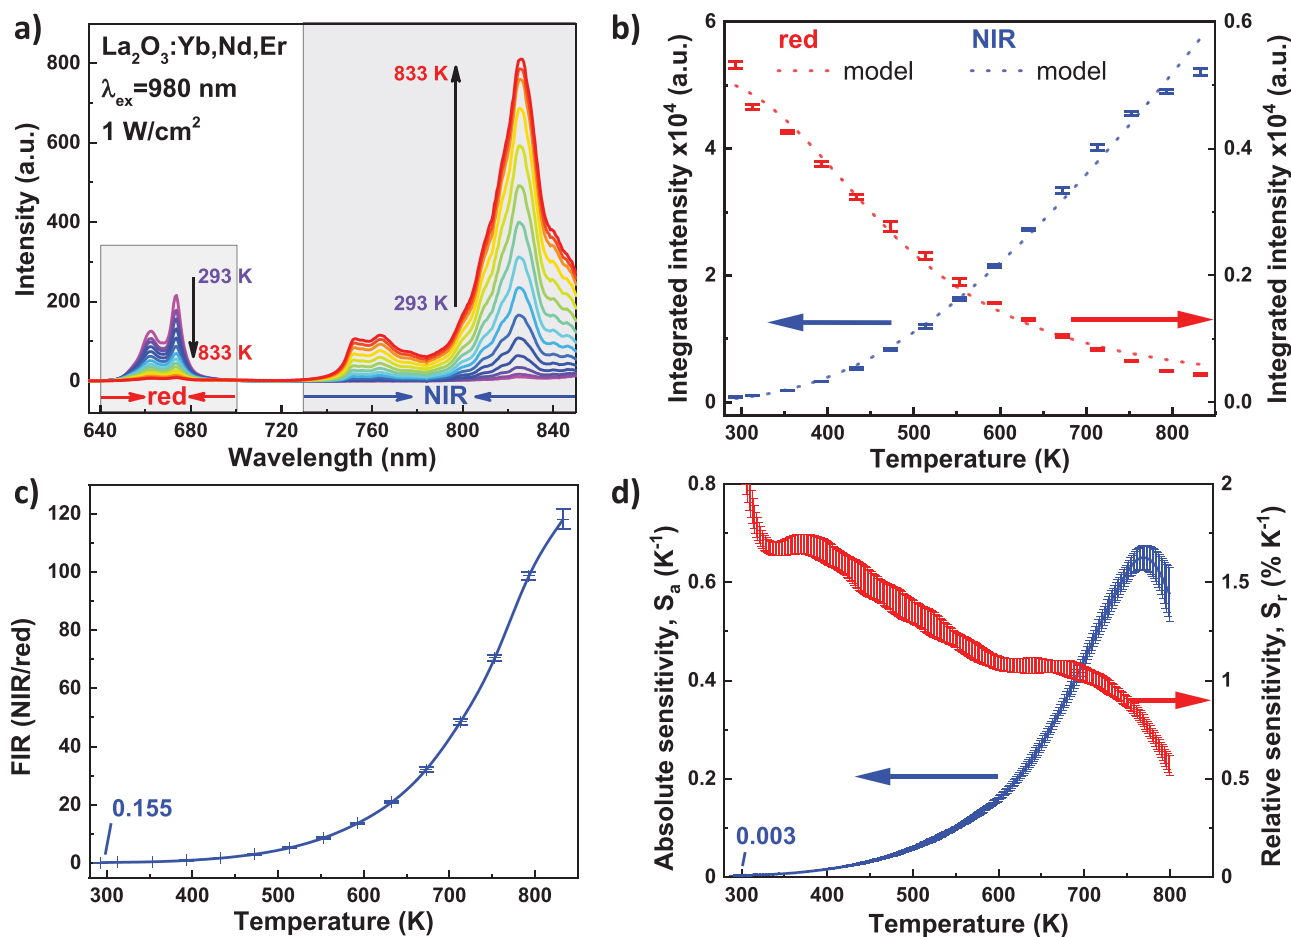 a)
La₂O₃:Yb,Nd,Er
λex=980 nm
1 W/cm²
833 K
293 K
293 K
833 K
red
NIR
Intensity (a.u.)
0
200
400
600
800
640
680
720
760
800
840
Wavelength (nm)
b)
red
NIR
model
model
Integrated intensity x10⁴ (a.u.)
0
2
4
6
Integrated intensity x10⁴ (a.u.)
0.0
0.2
0.4
0.6
300
400
500
600
700
800
Temperature (K)
c)
FIR (NIR/red)
0
20
40
60
80
100
120
0.155
300
400
500
600
700
800
Temperature (K)
d)
Absolute sensitivity, Sa (K⁻¹)
0
0.2
0.4
0.6
0.8
0.003
Relative sensitivity, Sr (% K⁻¹)
0
0.5
1
1.5
2
300
400
500
600
700
800
Temperature (K)